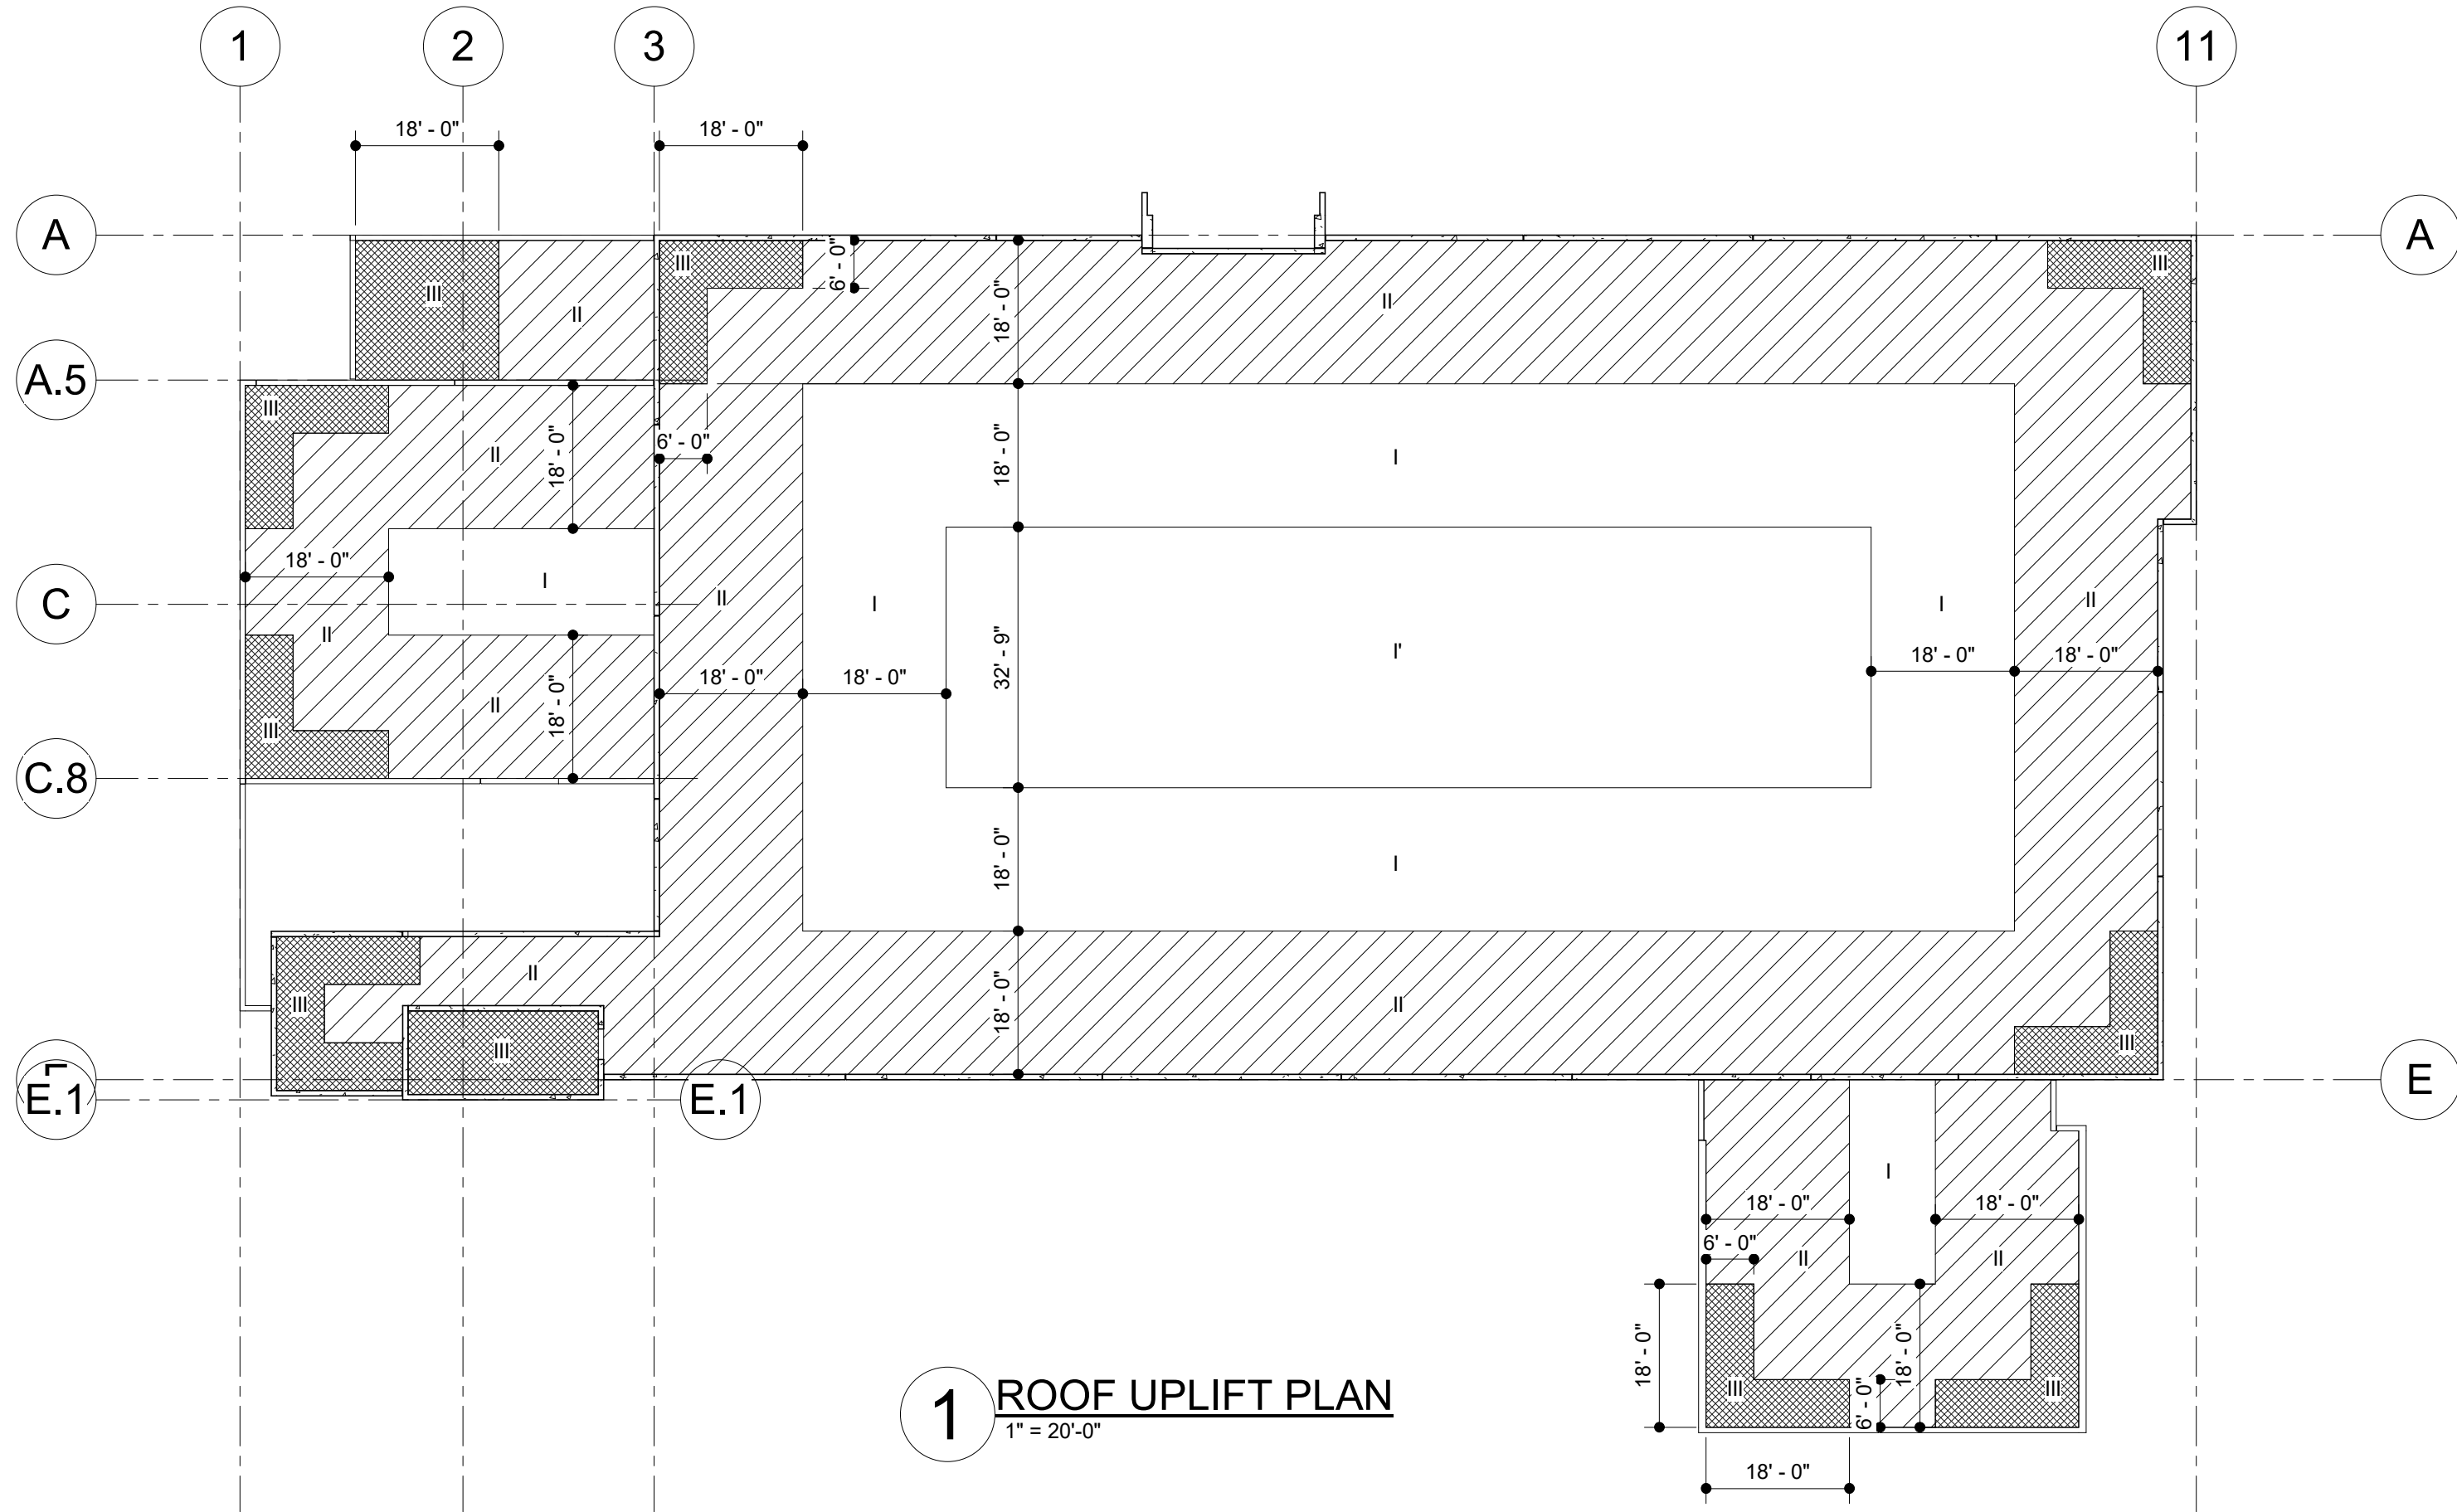 1
2
3
11
18' - 0"
18' - 0"
A
A
III
6' - 0"
III
III
II
II
18' - 0"
A.5
III
6' - 0"
II
18' - 0"
I
18' - 0"
18' - 0"
I
C
II
I
I
II
II
I'
32' - 9"
18' - 0"
18' - 0"
18' - 0"
18' - 0"
II
18' - 0"
III
C.8
I
18' - 0"
II
III
II
18' - 0"
III
III
E.1
E.1
E
I
18' - 0"
18' - 0"
6' - 0"
II
II
18' - 0"
18' - 0"
6' - 0"
III
III
1
ROOF UPLIFT PLAN
1" = 20'-0"
18' - 0"